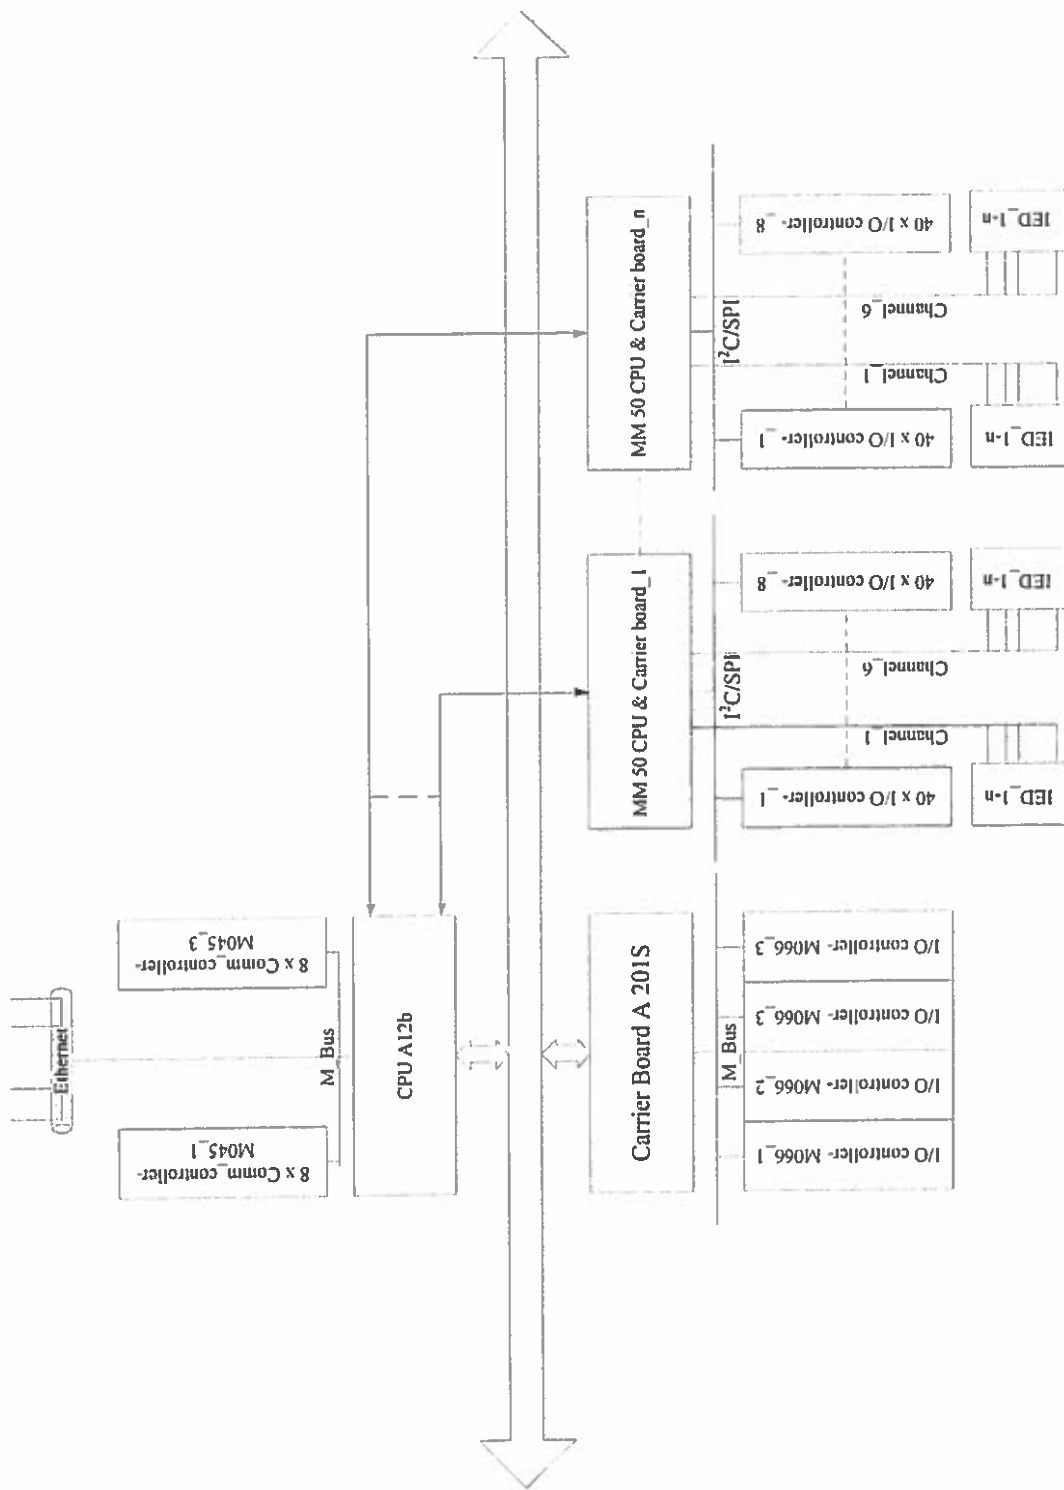 Ethernet
8 x Comm_controller-
M045_1
8 x Comm_controller-
M045_3
M_Bus
CPU A12b
Carrier Board A 201S
MM 50 CPU & Carrier board_1
MM 50 CPU & Carrier board_n
M_Bus
I/O controller- M066_1
I/O controller- M066_2
I/O controller- M066_3
I/O controller- M066_3
I²C/SPI
40 x I/O controller- _1
40 x I/O controller- _8
Channel_1
Channel_6
IED_1-n
IED_1-n
I²C/SPI
40 x I/O controller- _1
40 x I/O controller- _8
Channel_1
Channel_6
IED_1-n
IED_1-n